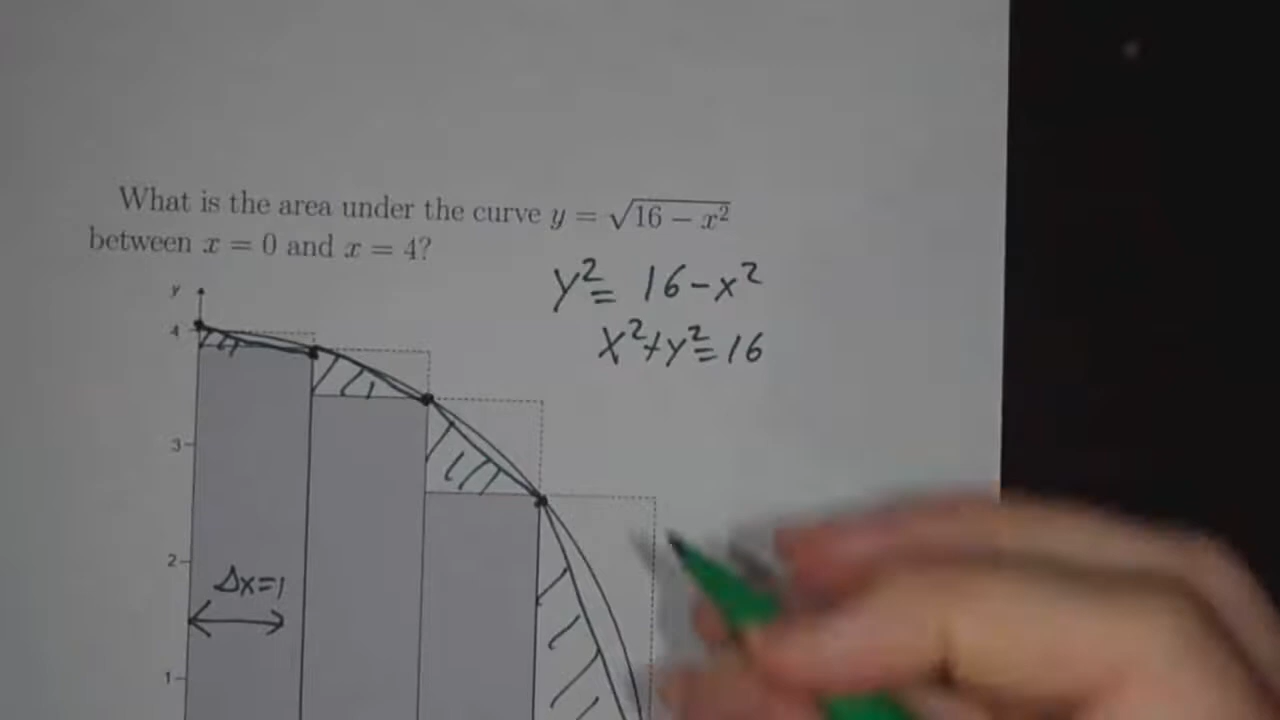 What is the area under the curve y = √16 − x²
between x = 0 and x = 4?
y² = 16-x²
x²+y² = 16
y
4
3
2
Δx=1
1